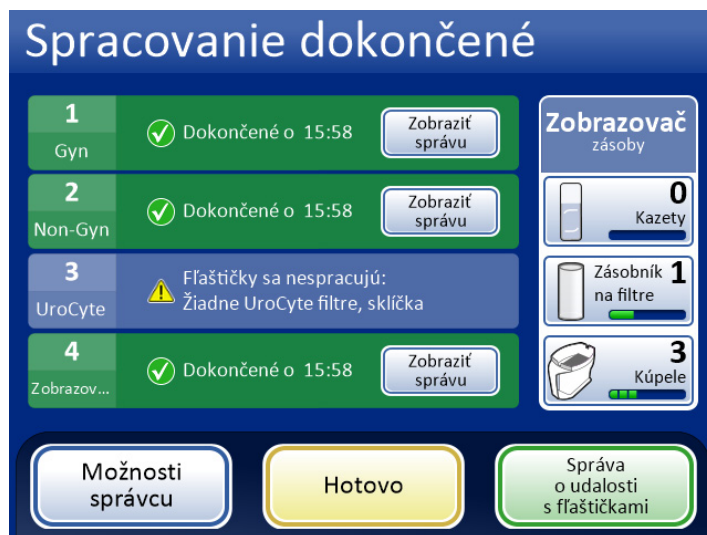 Spracovanie dokončené
1
Gyn
Dokončené o 15:58
Zobraziť
správu
2
Non-Gyn
Dokončené o 15:58
Zobraziť
správu
3
UroCyte
Fľaštičky sa nespracujú:
Žiadne UroCyte filtre, sklíčka
4
Zobrazov...
Dokončené o 15:58
Zobraziť
správu
Zobrazovač
zásoby
0
Kazety
Zásobník 1
na filtre
3
Kúpele
Možnosti
správcu
Hotovo
Správa
o udalosti
s fľaštičkami